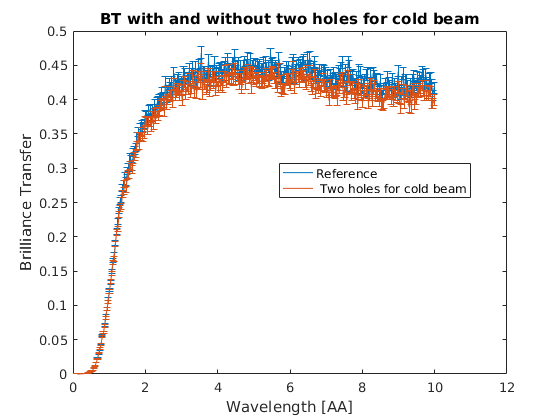 BT with and without two holes for cold beam
0.5
0.45
0.4
0.35
0.3
0.25
0.2
0.15
0.1
0.05
0
Brilliance Transfer
Reference
Two holes for cold beam
0 2 4 6 8 10 12
Wavelength [AA]